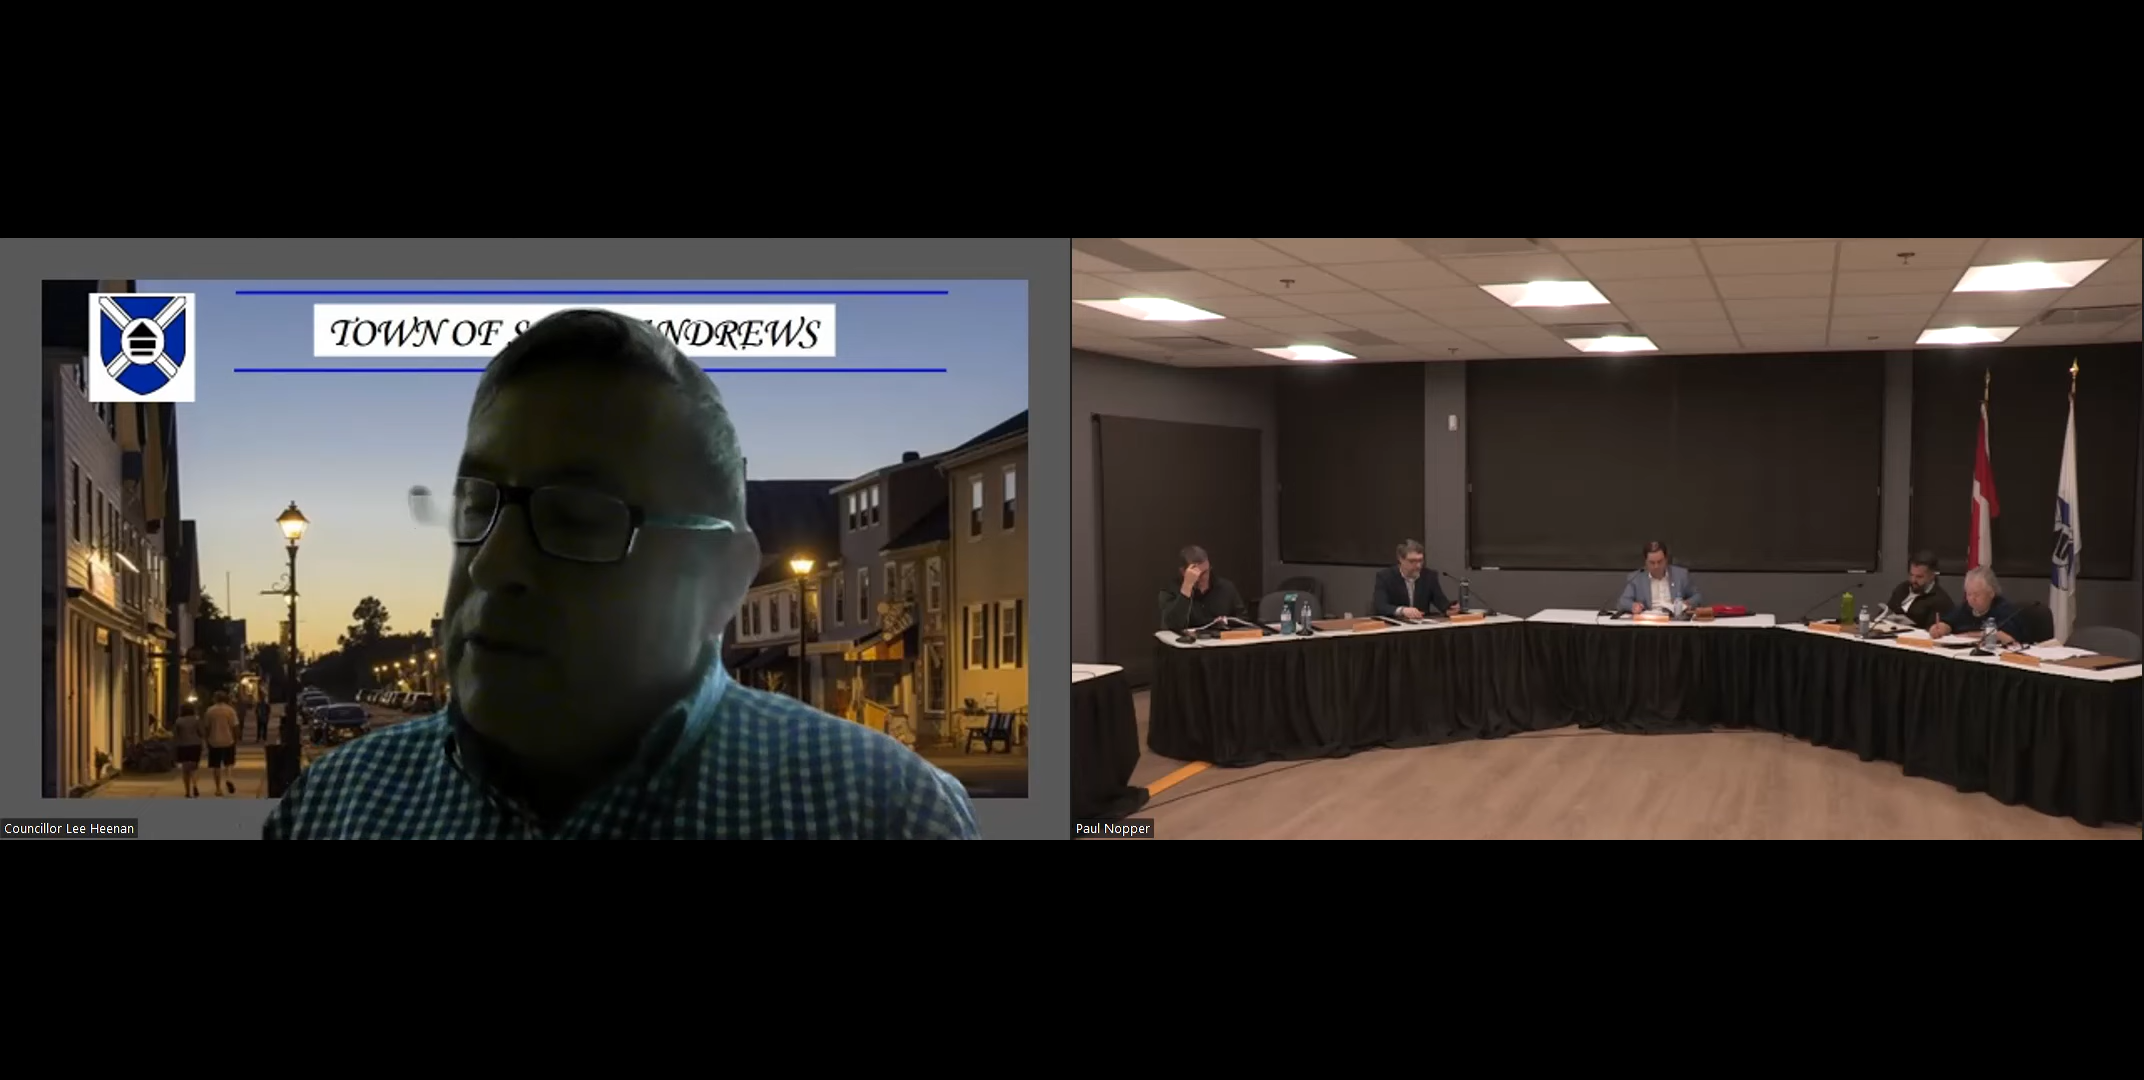 TOWN OF S ANDREWS
Councillor Lee Heenan
Paul Nopper